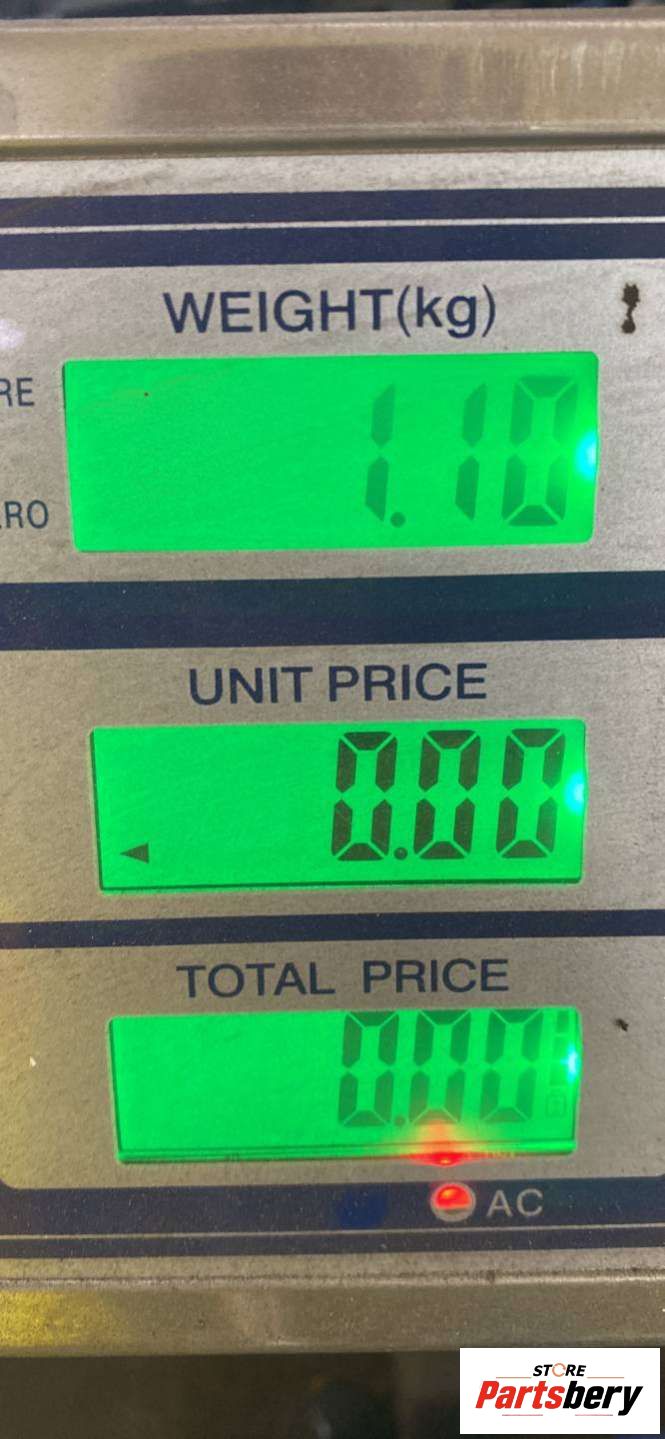 WEIGHT(kg)
RE
1.10
RO
UNIT PRICE
0.00
TOTAL PRICE
0.00
AC
STORE
Partsbery